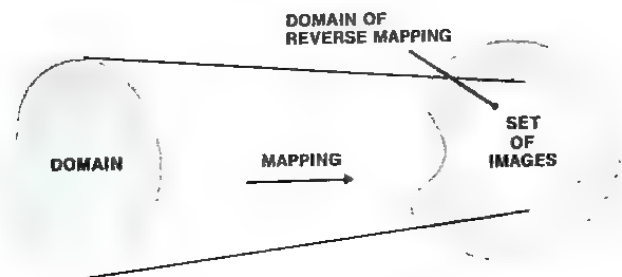 DOMAIN OF
REVERSE MAPPING
DOMAIN
MAPPING
SET
OF
IMAGES